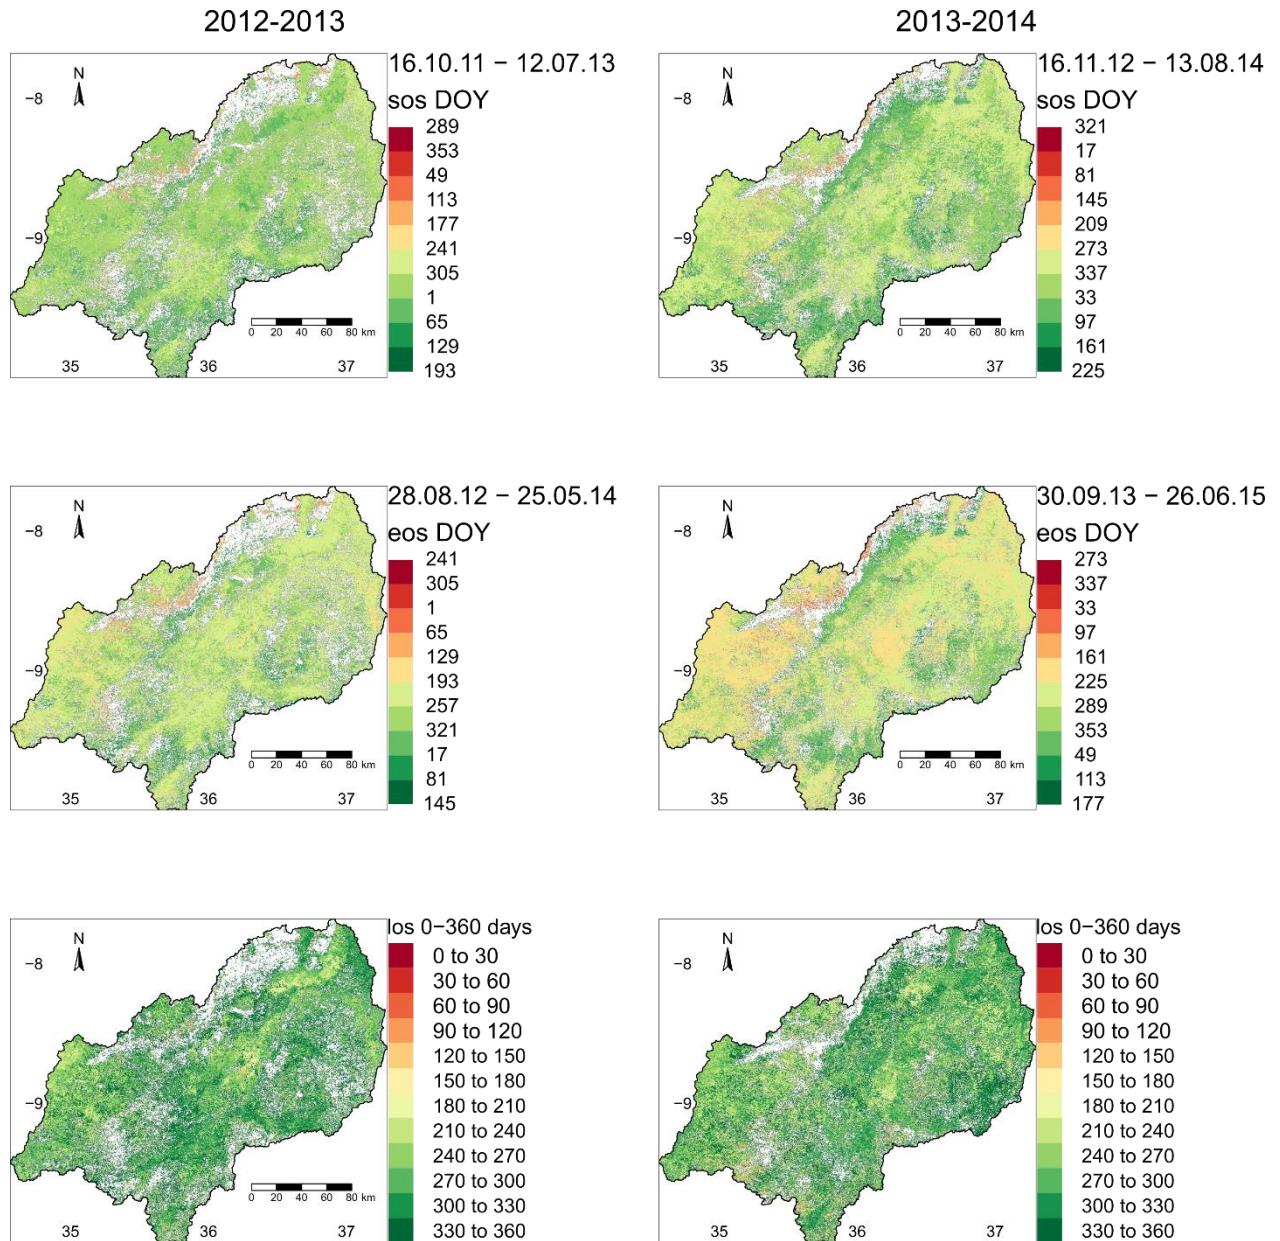 2012-2013
2013-2014
16.10.11 − 12.07.13
sos DOY
289
353
49
113
177
241
305
1
65
129
193
N
−8
−9
0 20 40 60 80 km
35 36 37
16.11.12 − 13.08.14
sos DOY
321
17
81
145
209
273
337
33
97
161
225
N
−8
−9
0 20 40 60 80 km
35 36 37
28.08.12 − 25.05.14
eos DOY
241
305
1
65
129
193
257
321
17
81
145
N
−8
−9
0 20 40 60 80 km
35 36 37
30.09.13 − 26.06.15
eos DOY
273
337
33
97
161
225
289
353
49
113
177
N
−8
−9
0 20 40 60 80 km
35 36 37
los 0−360 days
0 to 30
30 to 60
60 to 90
90 to 120
120 to 150
150 to 180
180 to 210
210 to 240
240 to 270
270 to 300
300 to 330
330 to 360
N
−8
−9
0 20 40 60 80 km
35 36 37
los 0−360 days
0 to 30
30 to 60
60 to 90
90 to 120
120 to 150
150 to 180
180 to 210
210 to 240
240 to 270
270 to 300
300 to 330
330 to 360
N
−8
−9
35 36 37